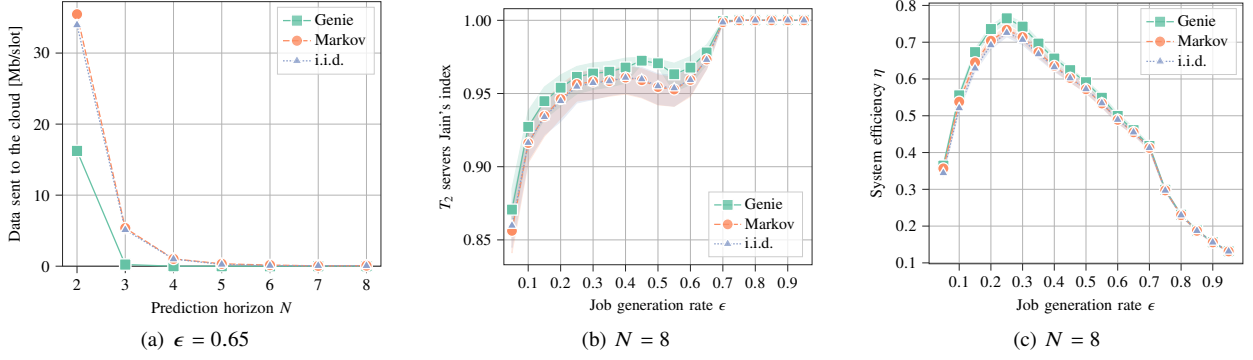 Data sent to the cloud [Mb/slot]
30
20
10
0
2 3 4 5 6 7 8
Prediction horizon N
Genie
Markov
i.i.d.
(a) ϵ = 0.65
T2 servers Jain's index
1.00
0.95
0.90
0.85
0.1 0.2 0.3 0.4 0.5 0.6 0.7 0.8 0.9
Job generation rate ϵ
Genie
Markov
i.i.d.
(b) N = 8
System efficiency η
0.8
0.7
0.6
0.5
0.4
0.3
0.2
0.1
0.1 0.2 0.3 0.4 0.5 0.6 0.7 0.8 0.9
Job generation rate ϵ
Genie
Markov
i.i.d.
(c) N = 8